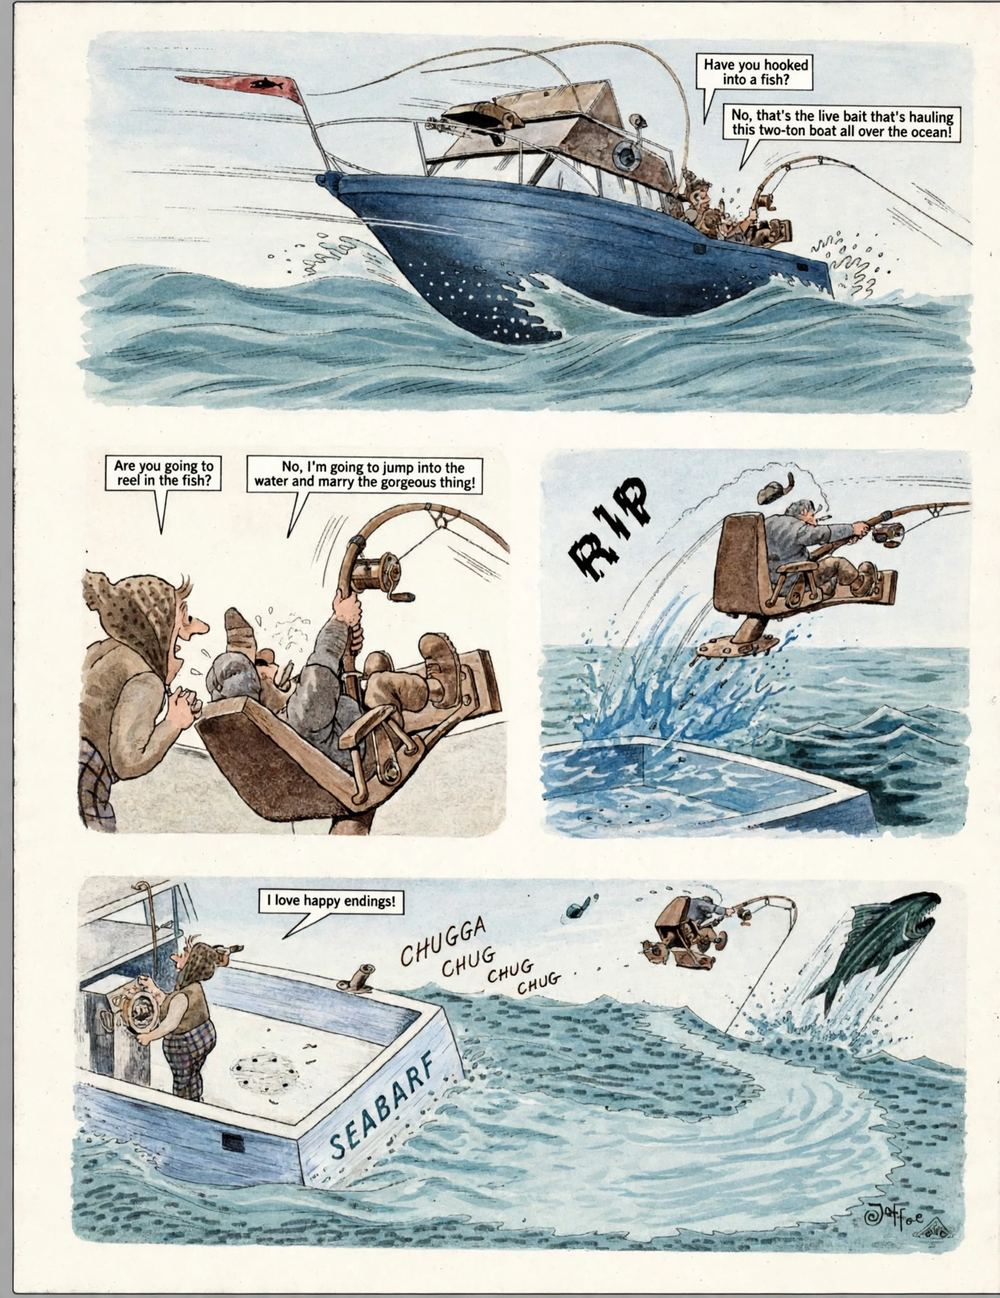 Have you hooked
into a fish?
No, that's the live bait that's hauling
this two-ton boat all over the ocean!
Are you going to
reel in the fish?
No, I'm going to jump into the
water and marry the gorgeous thing!
RIP
I love happy endings!
CHUGGA
CHUG
CHUG
CHUG
SEABARF
Jaffee